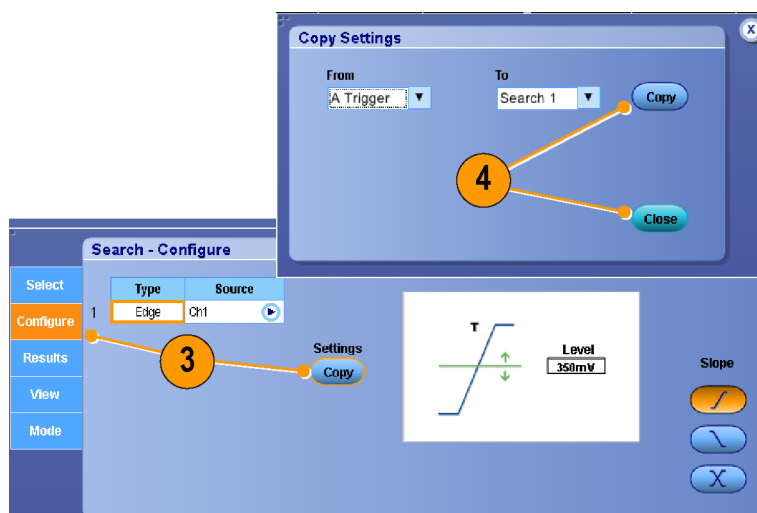 Copy Settings
X
From
To
A Trigger
Search 1
Copy
4
Close
Search - Configure
Select
Type
Source
1
Edge
Ch1
Configure
3
Settings
Copy
T
Level
350mV
Slope
Results
View
Mode